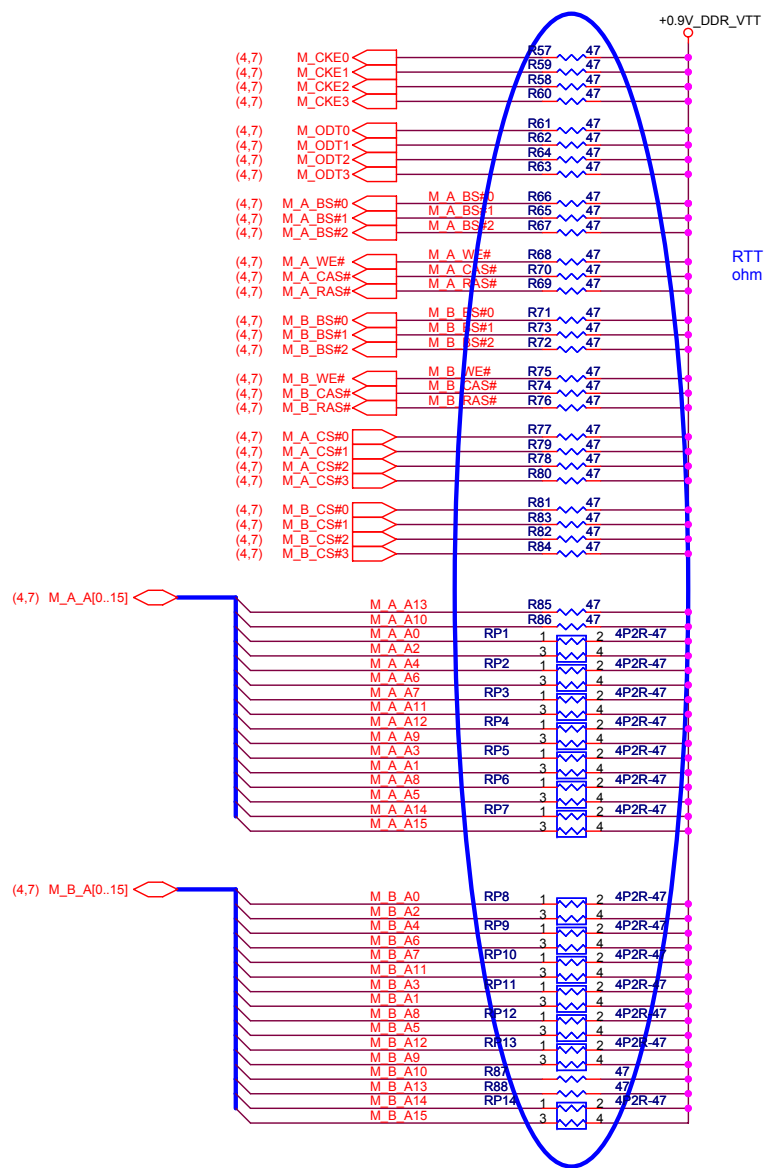 +0.9V_DDR_VTT
(4,7) M_CKE0 R57 47
(4,7) M_CKE1 R59 47
(4,7) M_CKE2 R58 47
(4,7) M_CKE3 R60 47
(4,7) M_ODT0 R61 47
(4,7) M_ODT1 R62 47
(4,7) M_ODT2 R64 47
(4,7) M_ODT3 R63 47
(4,7) M_A_BS#0 M_A_BS#0 R66 47
(4,7) M_A_BS#1 M_A_BS#1 R65 47
(4,7) M_A_BS#2 M_A_BS#2 R67 47
(4,7) M_A_WE# M_A_WE# R68 47
(4,7) M_A_CAS# M_A_CAS# R70 47
(4,7) M_A_RAS# M_A_RAS# R69 47
RTT
ohm
(4,7) M_B_BS#0 M_B_BS#0 R71 47
(4,7) M_B_BS#1 M_B_BS#1 R73 47
(4,7) M_B_BS#2 M_B_BS#2 R72 47
(4,7) M_B_WE# M_B_WE# R75 47
(4,7) M_B_CAS# M_B_CAS# R74 47
(4,7) M_B_RAS# M_B_RAS# R76 47
(4,7) M_A_CS#0 R77 47
(4,7) M_A_CS#1 R79 47
(4,7) M_A_CS#2 R78 47
(4,7) M_A_CS#3 R80 47
(4,7) M_B_CS#0 R81 47
(4,7) M_B_CS#1 R83 47
(4,7) M_B_CS#2 R82 47
(4,7) M_B_CS#3 R84 47
(4,7) M_A_A[0..15]
M_A_A13 R85 47
M_A_A10 R86 47
M_A_A0 RP1 1 2 4P2R-47
M_A_A2 3 4
M_A_A4 RP2 1 2 4P2R-47
M_A_A6 3 4
M_A_A7 RP3 1 2 4P2R-47
M_A_A11 3 4
M_A_A12 RP4 1 2 4P2R-47
M_A_A9 3 4
M_A_A3 RP5 1 2 4P2R-47
M_A_A1 3 4
M_A_A8 RP6 1 2 4P2R-47
M_A_A5 3 4
M_A_A14 RP7 1 2 4P2R-47
M_A_A15 3 4
(4,7) M_B_A[0..15]
M_B_A0 RP8 1 2 4P2R-47
M_B_A2 3 4
M_B_A4 RP9 1 2 4P2R-47
M_B_A6 3 4
M_B_A7 RP10 1 2 4P2R-47
M_B_A11 3 4
M_B_A3 RP11 1 2 4P2R-47
M_B_A1 3 4
M_B_A8 RP12 1 2 4P2R-47
M_B_A5 3 4
M_B_A12 RP13 1 2 4P2R-47
M_B_A9 3 4
M_B_A10 R87 47
M_B_A13 R88 47
M_B_A14 RP14 1 2 4P2R-47
M_B_A15 3 4